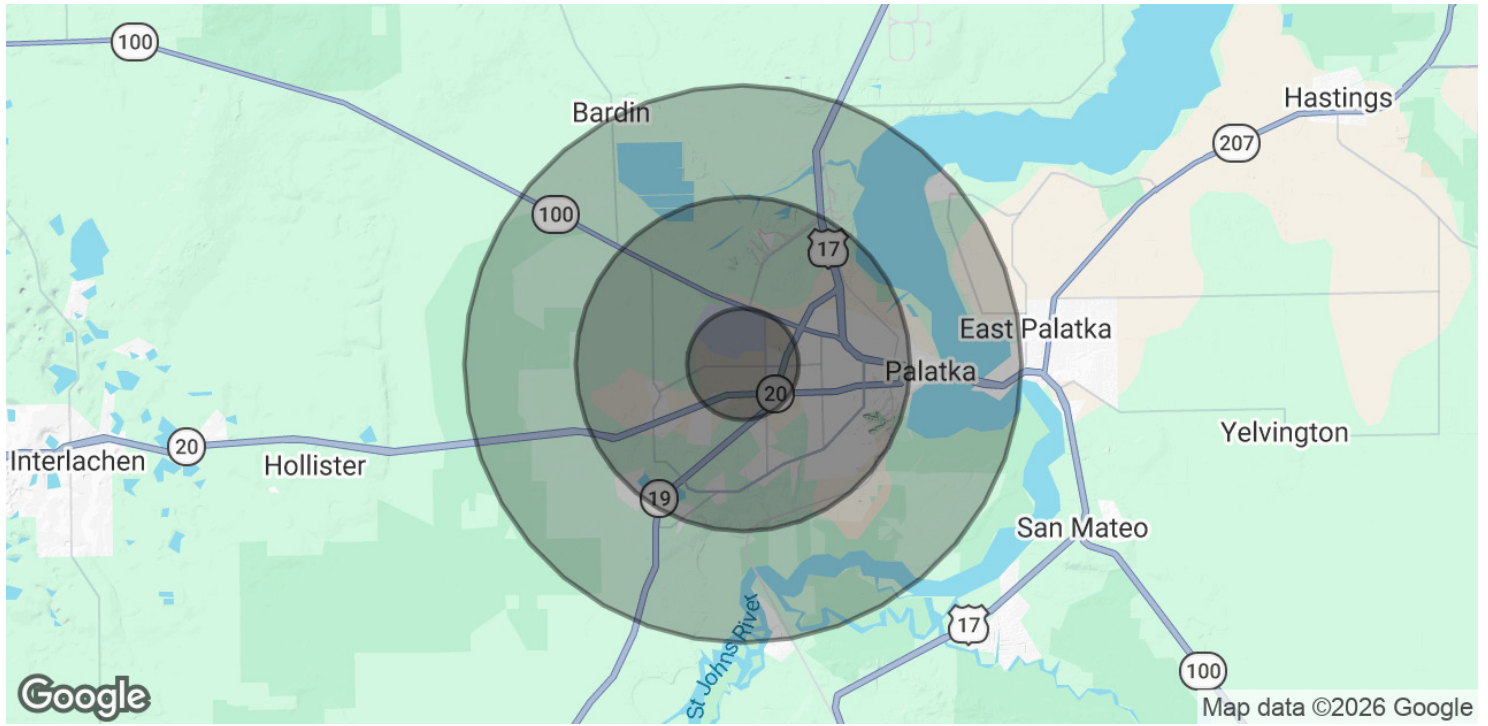 100
Bardin
Hastings
207
100
17
East Palatka
Palatka
20
Yelvington
20
Interlachen
Hollister
19
San Mateo
St Johns River
17
100
Google
Map data ©2026 Google